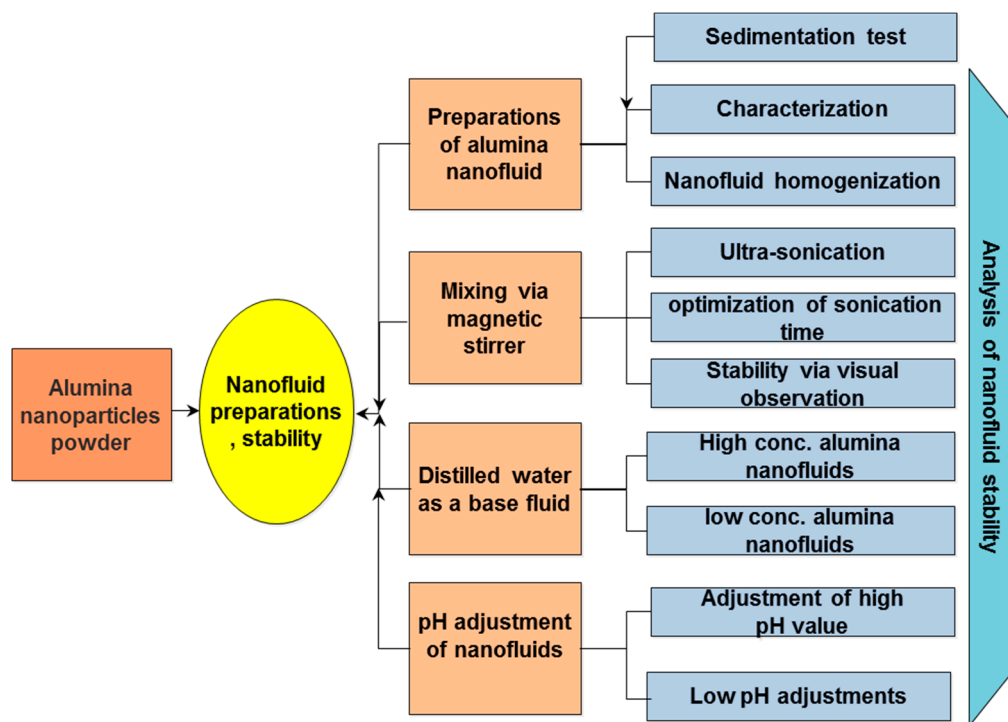 Alumina
nanoparticles
powder
Nanofluid
preparations
, stability
Preparations
of alumina
nanofluid
Mixing via
magnetic
stirrer
Distilled water
as a base fluid
pH adjustment
of nanofluids
Sedimentation test
Characterization
Nanofluid homogenization
Ultra-sonication
optimization of sonication
time
Stability via visual
observation
High conc. alumina
nanofluids
low conc. alumina
nanofluids
Adjustment of high
pH value
Low pH adjustments
Analysis of nanofluid stability